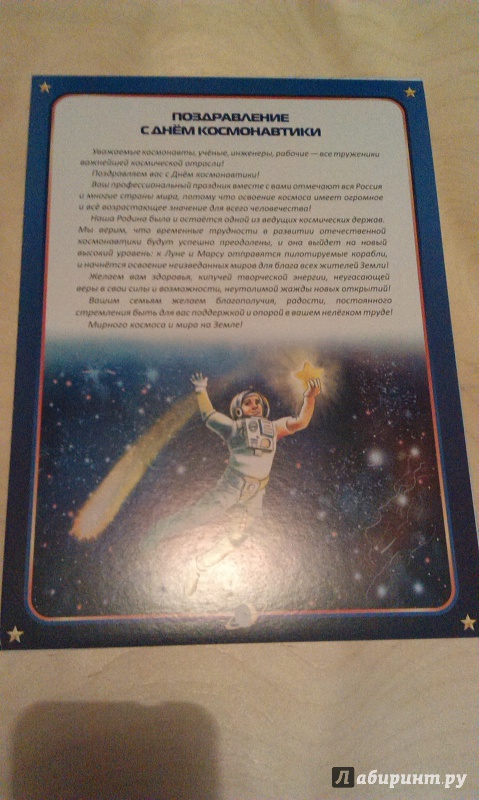 ПОЗДРАВЛЕНИЕ
С ДНЁМ КОСМОНАВТИКИ
Уважаемые космонавты, учёные, инженеры, рабочие — все труженики
важнейшей космической отрасли!
Поздравляем вас с Днём космонавтики!
Ваш профессиональный праздник вместе с вами отмечают вся Россия
и многие страны мира, потому что освоение космоса имеет огромное
и всё возрастающее значение для всего человечества!
Наша Родина была и остаётся одной из ведущих космических держав.
Мы верим, что временные трудности в развитии отечественной
космонавтики будут успешно преодолены, и она выйдет на новый
высокий уровень: к Луне и Марсу отправятся пилотируемые корабли,
и начнётся освоение неизведанных миров для блага всех жителей Земли!
Желаем вам здоровья, кипучей творческой энергии, неугасающей
веры в свои силы и возможности, неутолимой жажды новых открытий!
Вашим семьям желаем благополучия, радости, постоянного
стремления быть для вас поддержкой и опорой в вашем нелёгком труде!
Мирного космоса и мира на Земле!
Лабиринт.ру